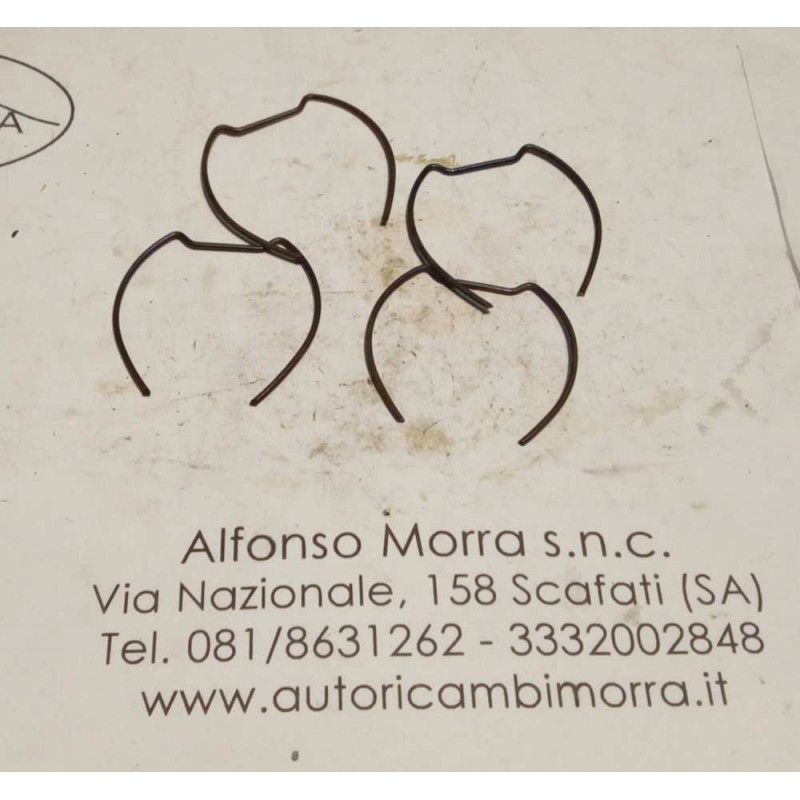 A
Alfonso Morra s.n.c.
Via Nazionale, 158 Scafati (SA)
Tel. 081/8631262 - 3332002848
www.autoricambimorra.it